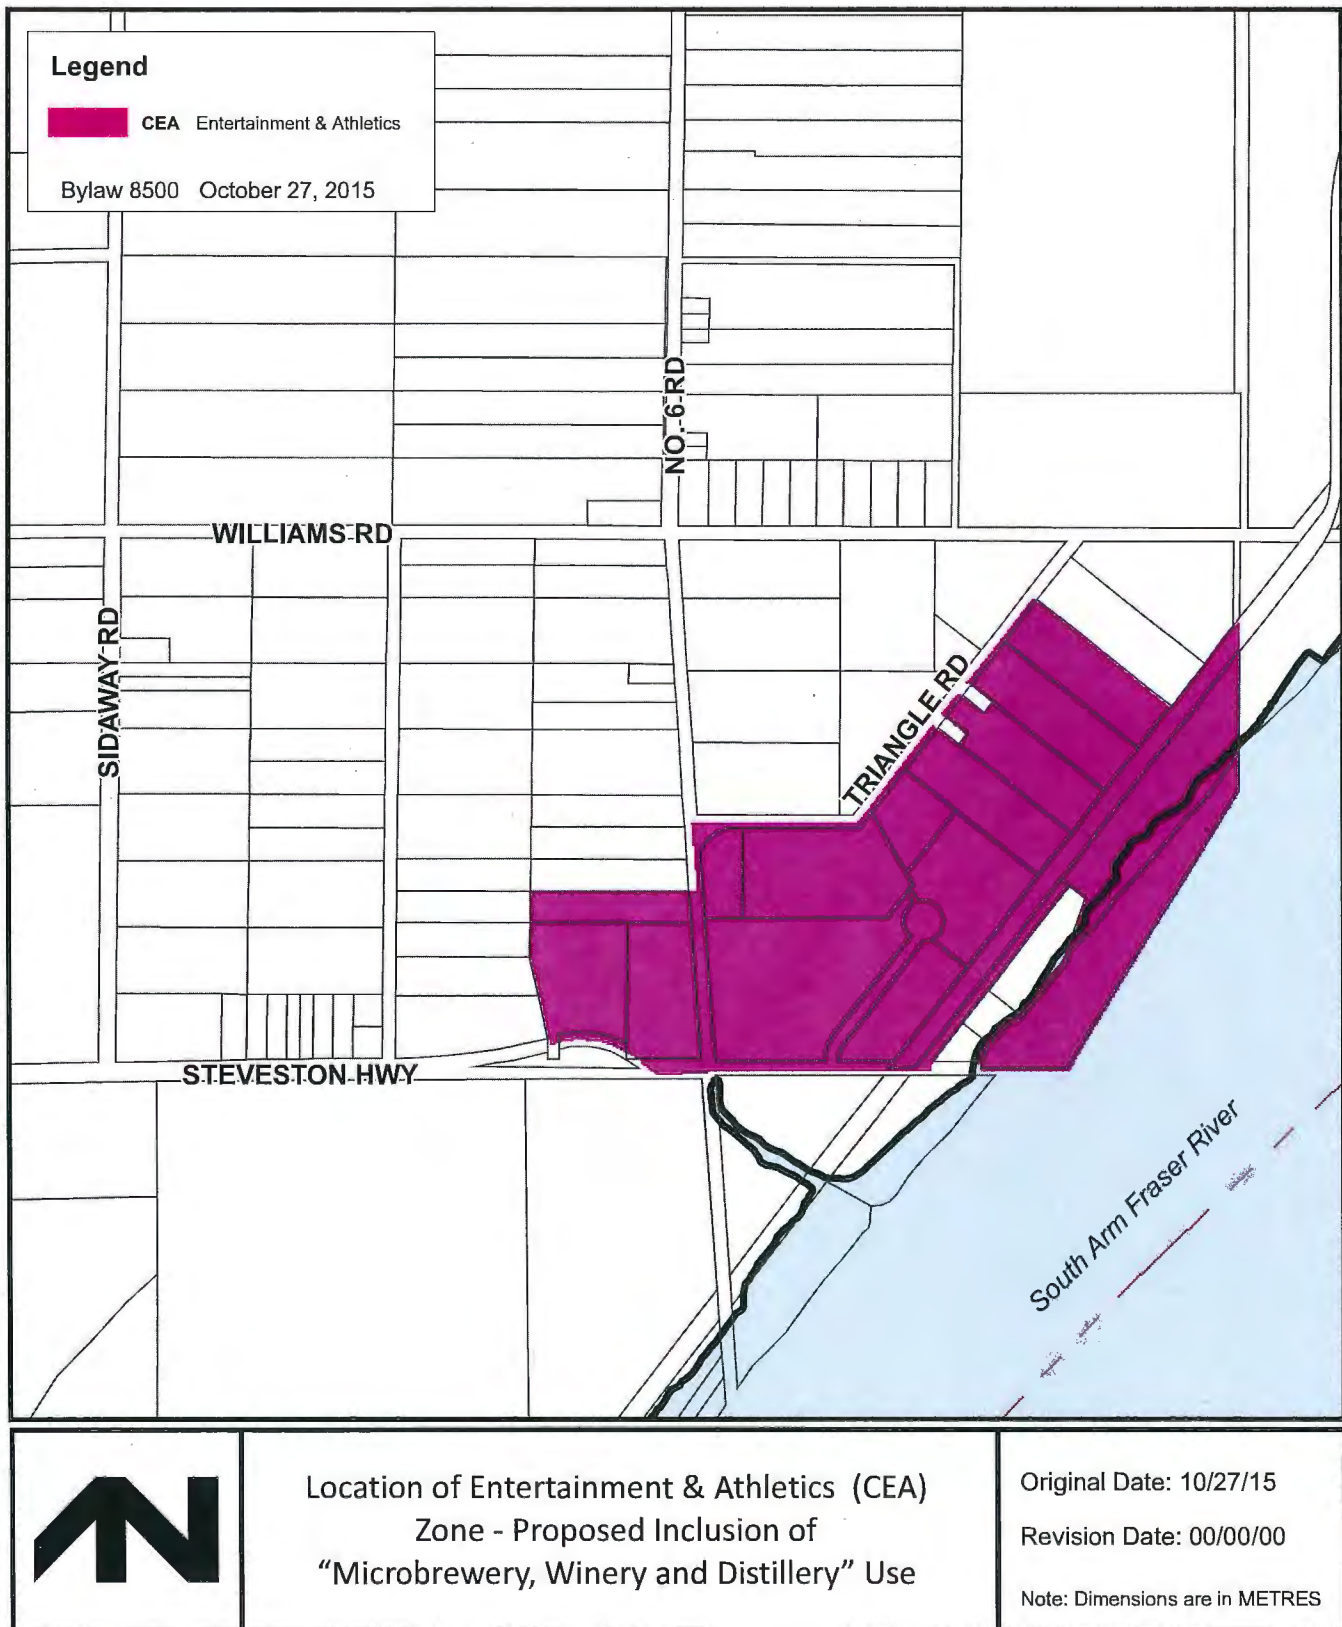 Legend
CEA Entertainment & Athletics
Bylaw 8500 October 27, 2015
NO. 6 RD
WILLIAMS RD
SIDAWAY RD
TRIANGLE RD
STEVESTON HWY
South Arm Fraser River
Location of Entertainment & Athletics (CEA)
Zone - Proposed Inclusion of
“Microbrewery, Winery and Distillery” Use
Original Date: 10/27/15
Revision Date: 00/00/00
Note: Dimensions are in METRES